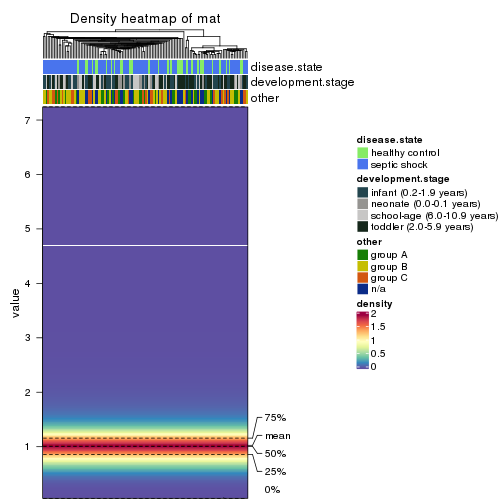 Density heatmap of mat
disease.state
development.stage
other
7
6
5
4
3
2
1
value
75%
mean
50%
25%
0%
disease.state
healthy control
septic shock
development.stage
infant (0.2-1.9 years)
neonate (0.0-0.1 years)
school-age (6.0-10.9 years)
toddler (2.0-5.9 years)
other
group A
group B
group C
n/a
density
2
1.5
1
0.5
0